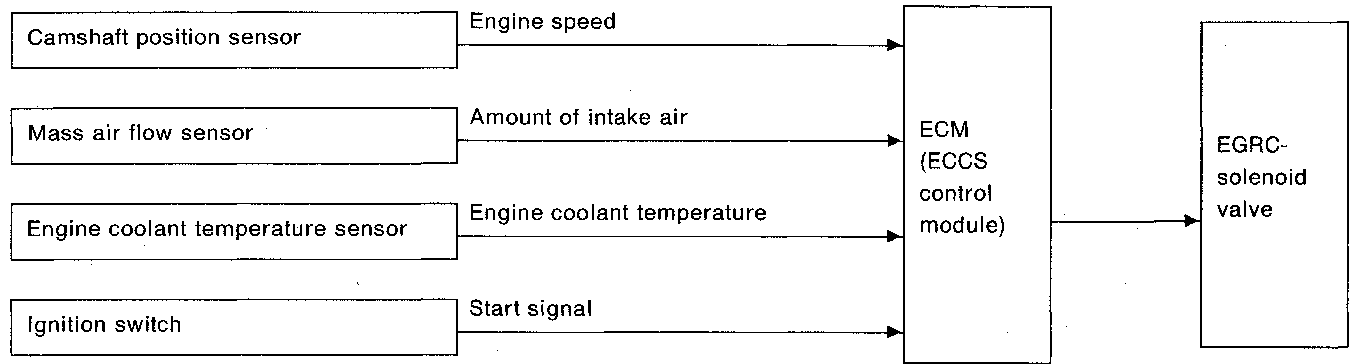 Camshaft position sensor
Engine speed
Mass air flow sensor
Amount of intake air
Engine coolant temperature sensor
Engine coolant temperature
Ignition switch
Start signal
ECM
(ECCS
control
module)
EGRC-
solenoid
valve